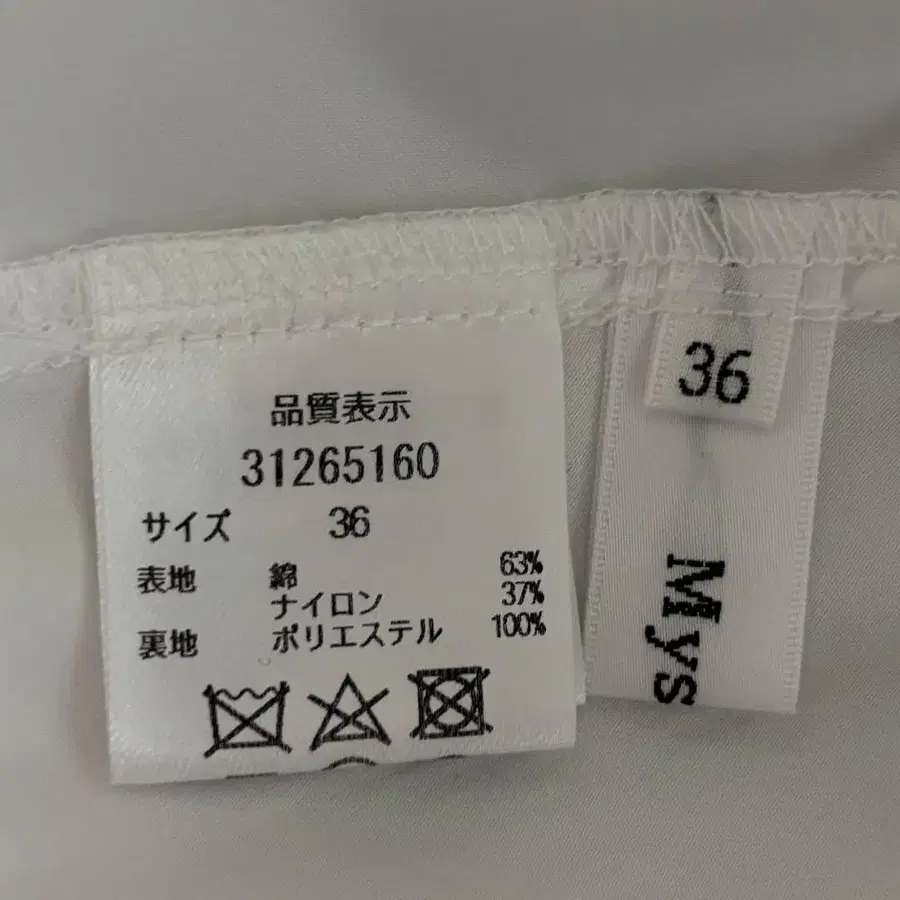 品質表示
31265160
サイズ 36
表地 綿 63%
ナイロン 37%
裏地 ポリエステル 100%
36
Mys